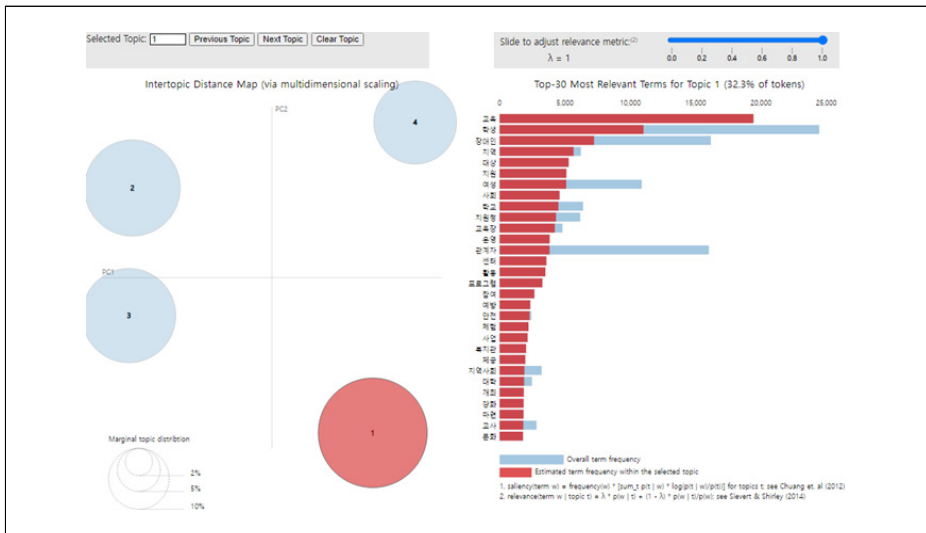 Selected Topic: 1 Previous Topic Next Topic Clear Topic
Slide to adjust relevance metric:(2)
λ = 1
0.0 0.2 0.4 0.6 0.8 1.0
Intertopic Distance Map (via multidimensional scaling)
PC2
PC1
4
2
3
1
Marginal topic distribtion
2%
5%
10%
Top-30 Most Relevant Terms for Topic 1 (32.3% of tokens)
0 5,000 10,000 15,000 20,000 25,000
교육
학생
장애인
지역
대상
지원
여성
사회
학교
지원청
교육장
운영
관계자
센터
활동
프로그램
참여
예방
안전
체험
사업
복지관
제공
지역사회
대학
개최
강화
마련
교사
문화
Overall term frequency
Estimated term frequency within the selected topic
1. saliency(term w) = frequency(w) * [sum_t p(t | w) * log(p(t | w)/p(t))] for topics t; see Chuang et. al (2012)
2. relevance(term w | topic t) = λ * p(w | t) + (1 - λ) * p(w | t)/p(w); see Sievert & Shirley (2014)